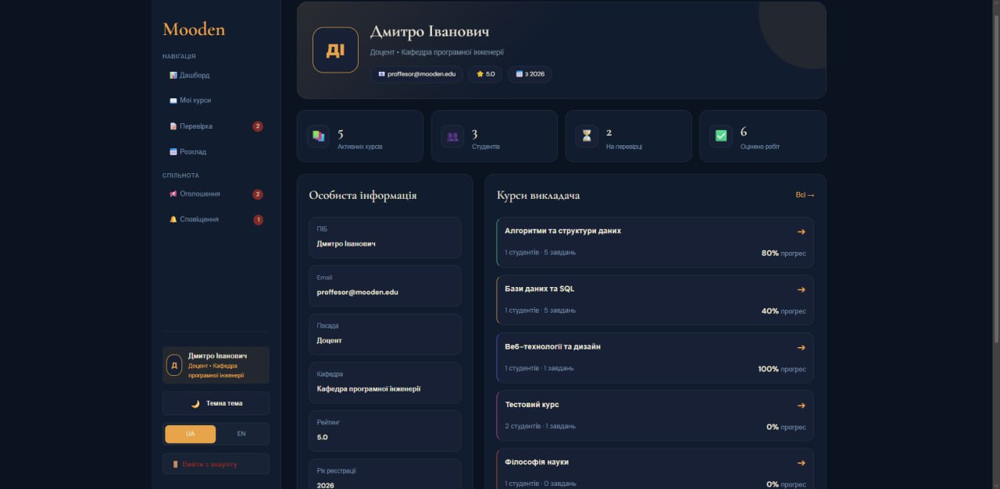 Mooden
НАВІГАЦІЯ
Дашборд
Мої курси
Перевірка 2
Розклад
СПІЛЬНОТА
Оголошення 2
Сповіщення 1
Д
Дмитро Іванович
Доцент • Кафедра
програмної інженерії
Темна тема
UA EN
Вийти з акаунту
ДІ
Дмитро Іванович
Доцент • Кафедра програмної інженерії
proffesor@mooden.edu 5.0 з 2026
5
Активних курсів
3
Студентів
2
На перевірці
6
Оцінено робіт
Особиста інформація
ПІБ
Дмитро Іванович
Email
proffesor@mooden.edu
Посада
Доцент
Кафедра
Кафедра програмної інженерії
Рейтинг
5.0
Рік реєстрації
2026
Курси викладача Всі →
Алгоритми та структури даних →
1 студентів · 5 завдань 80% прогрес
Бази даних та SQL →
1 студентів · 5 завдань 40% прогрес
Веб-технології та дизайн →
1 студентів · 1 завдань 100% прогрес
Тестовий курс →
2 студентів · 1 завдань 0% прогрес
Філософія науки →
1 студентів · 0 завдань 0% прогрес